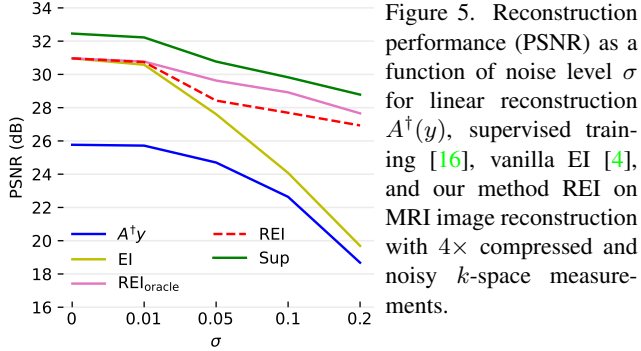 34
32
30
28
26
24
22
20
18
16
PSNR (dB)
A†y
EI
REIoracle
REI
Sup
0
0.01
0.05
0.1
0.2
σ
Figure 5. Reconstruction
performance (PSNR) as a
function of noise level σ
for linear reconstruction
A†(y), supervised train-
ing [16], vanilla EI [4],
and our method REI on
MRI image reconstruction
with 4× compressed and
noisy k-space measure-
ments.